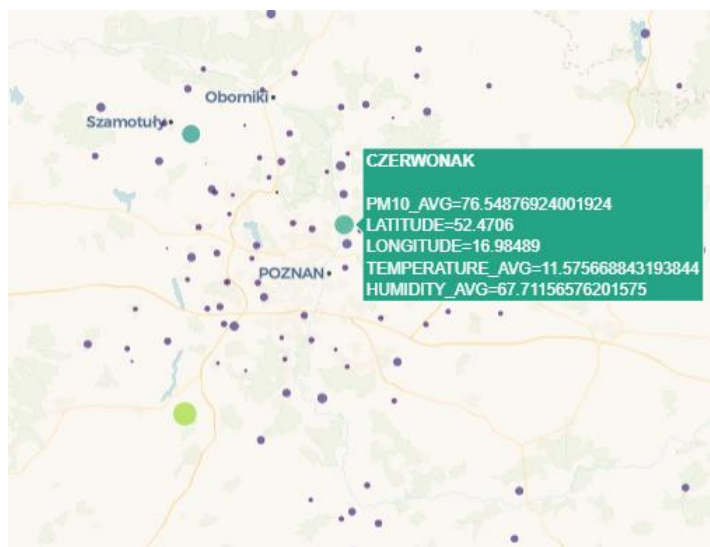 Oborniki
Szamotuły
CZERWONAK
PM10_AVG=76.54876924001924
LATITUDE=52.4706
LONGITUDE=16.98489
TEMPERATURE_AVG=11.575668843193844
HUMIDITY_AVG=67.71156576201575
POZNAN